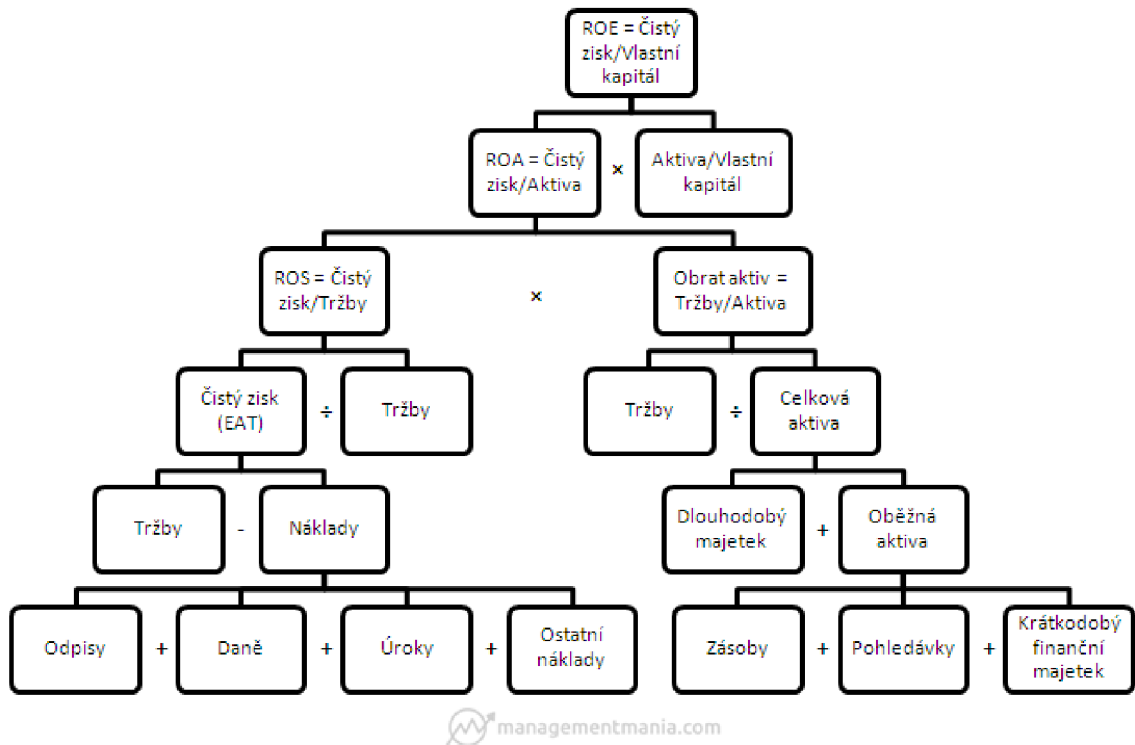 ROE = Čistý
zisk/Vlastní
kapitál
ROA = Čistý
zisk/Aktiva
×
Aktiva/Vlastní
kapitál
ROS = Čistý
zisk/Tržby
×
Obrat aktiv =
Tržby/Aktiva
Čistý zisk
(EAT)
÷
Tržby
Tržby
÷
Celková
aktiva
Tržby
-
Náklady
Dlouhodobý
majetek
+
Oběžná
aktiva
Odpisy
+
Daně
+
Úroky
+
Ostatní
náklady
Zásoby
+
Pohledávky
+
Krátkodobý
finanční
majetek
managementmania.com